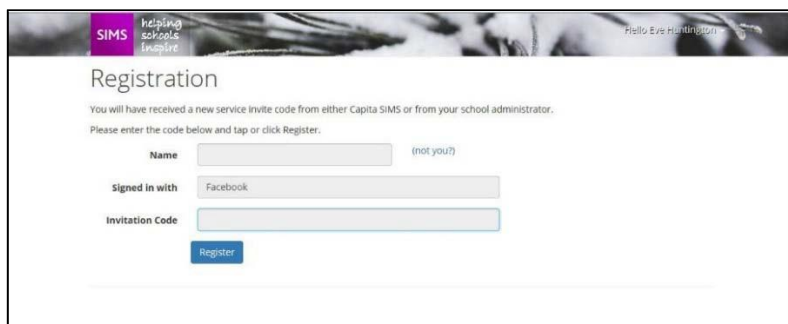 SIMS
helping
schools
inspire
Hello Eve Huntington
Registration
You will have received a new service invite code from either Capita SIMS or from your school administrator.
Please enter the code below and tap or click Register.
Name
(not you?)
Signed in with
Facebook
Invitation Code
Register